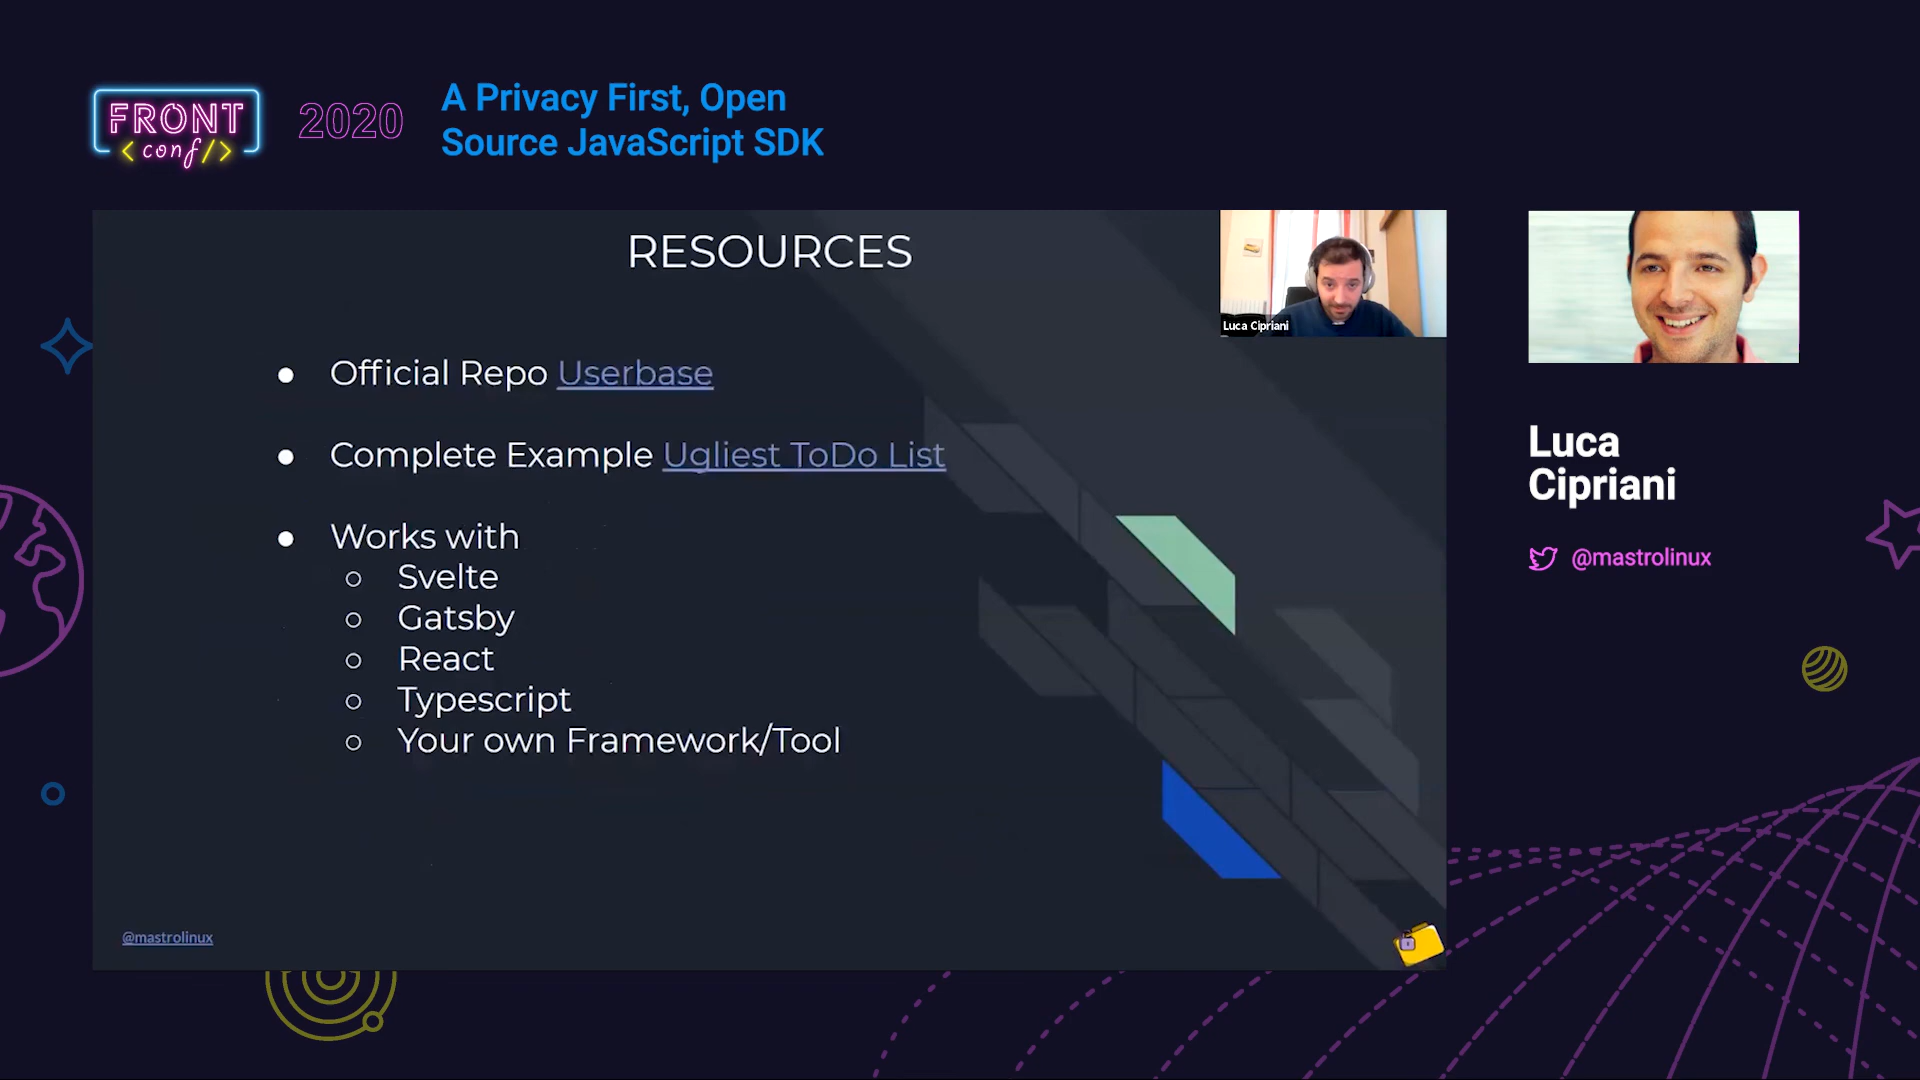 FRONT
< conf/>
2020
A Privacy First, Open
Source JavaScript SDK
RESOURCES
Luca Cipriani
● Official Repo Userbase
● Complete Example Ugliest ToDo List
● Works with
○ Svelte
○ Gatsby
○ React
○ Typescript
○ Your own Framework/Tool
@mastrolinux
Luca
Cipriani
@mastrolinux